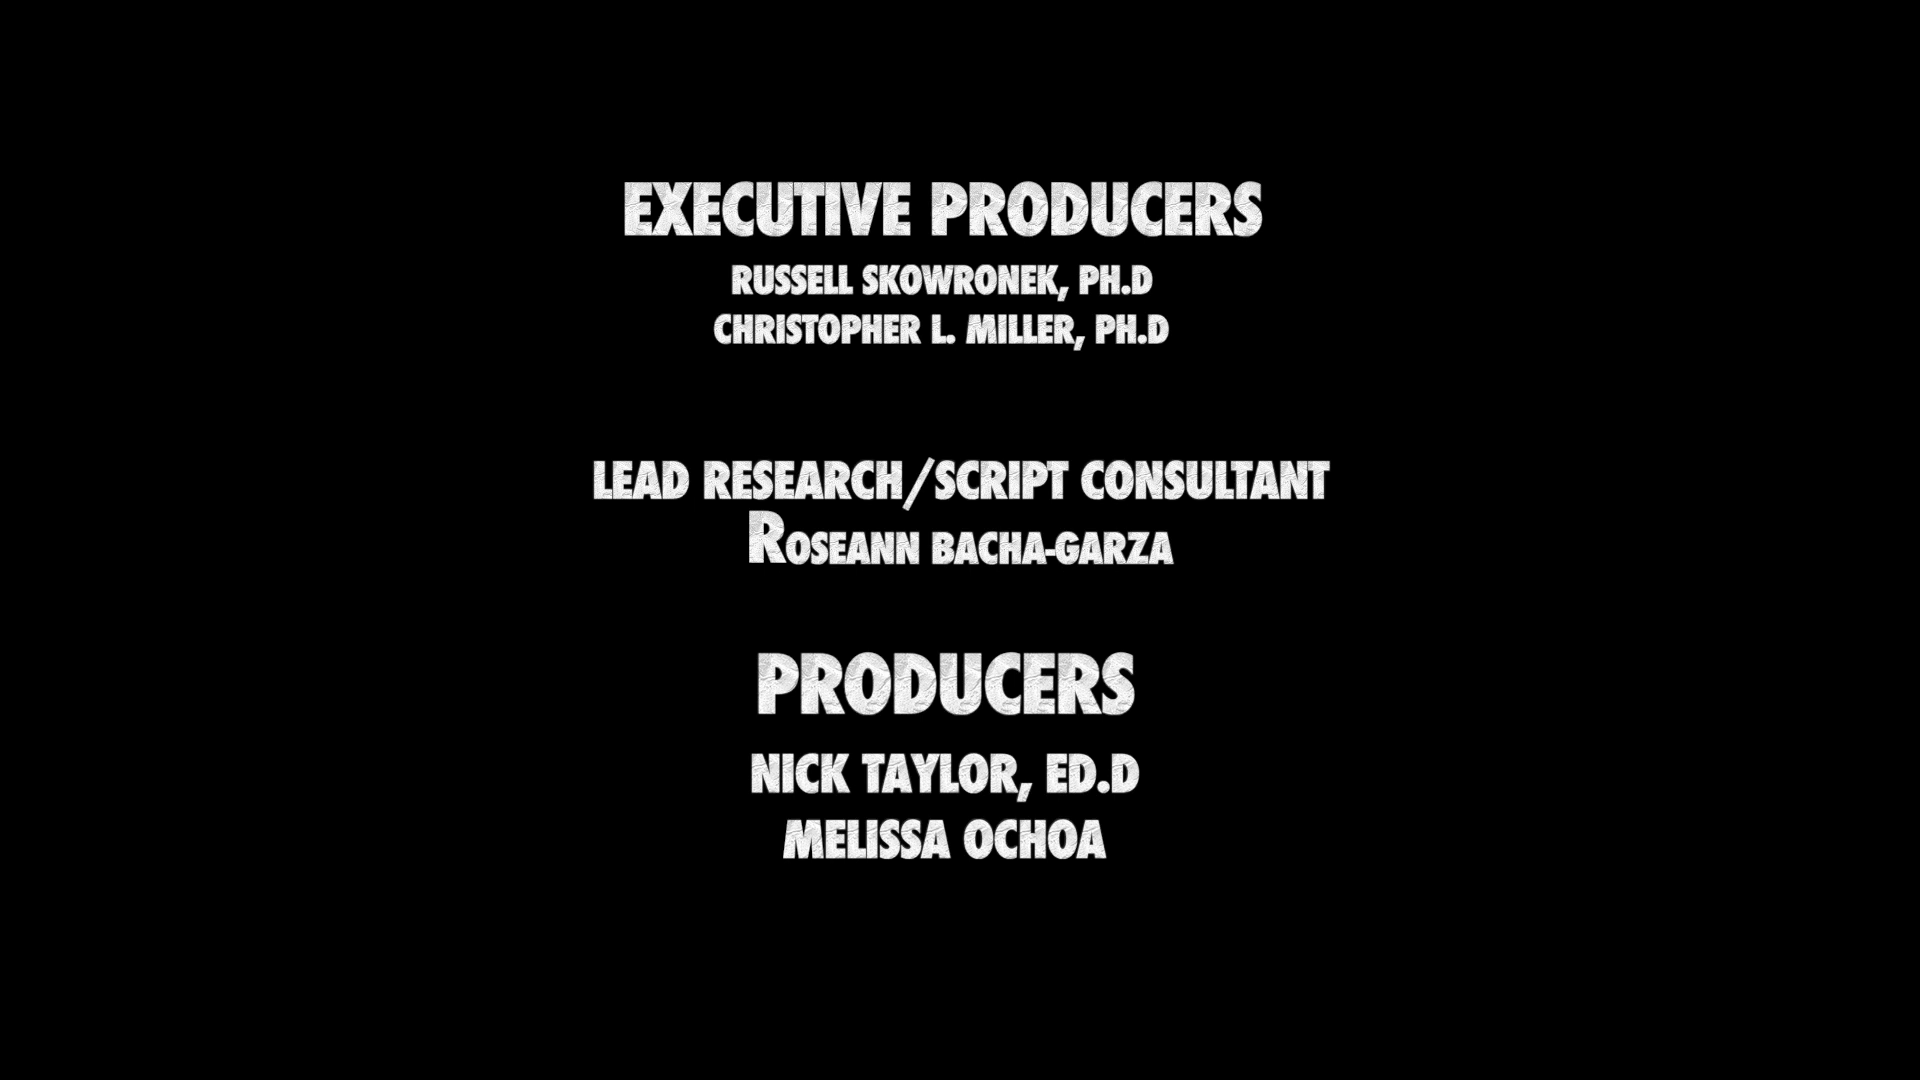 EXECUTIVE PRODUCERS
RUSSELL SKOWRONEK, PH.D
CHRISTOPHER L. MILLER, PH.D
LEAD RESEARCH/SCRIPT CONSULTANT
ROSEANN BACHA-GARZA
PRODUCERS
NICK TAYLOR, ED.D
MELISSA OCHOA